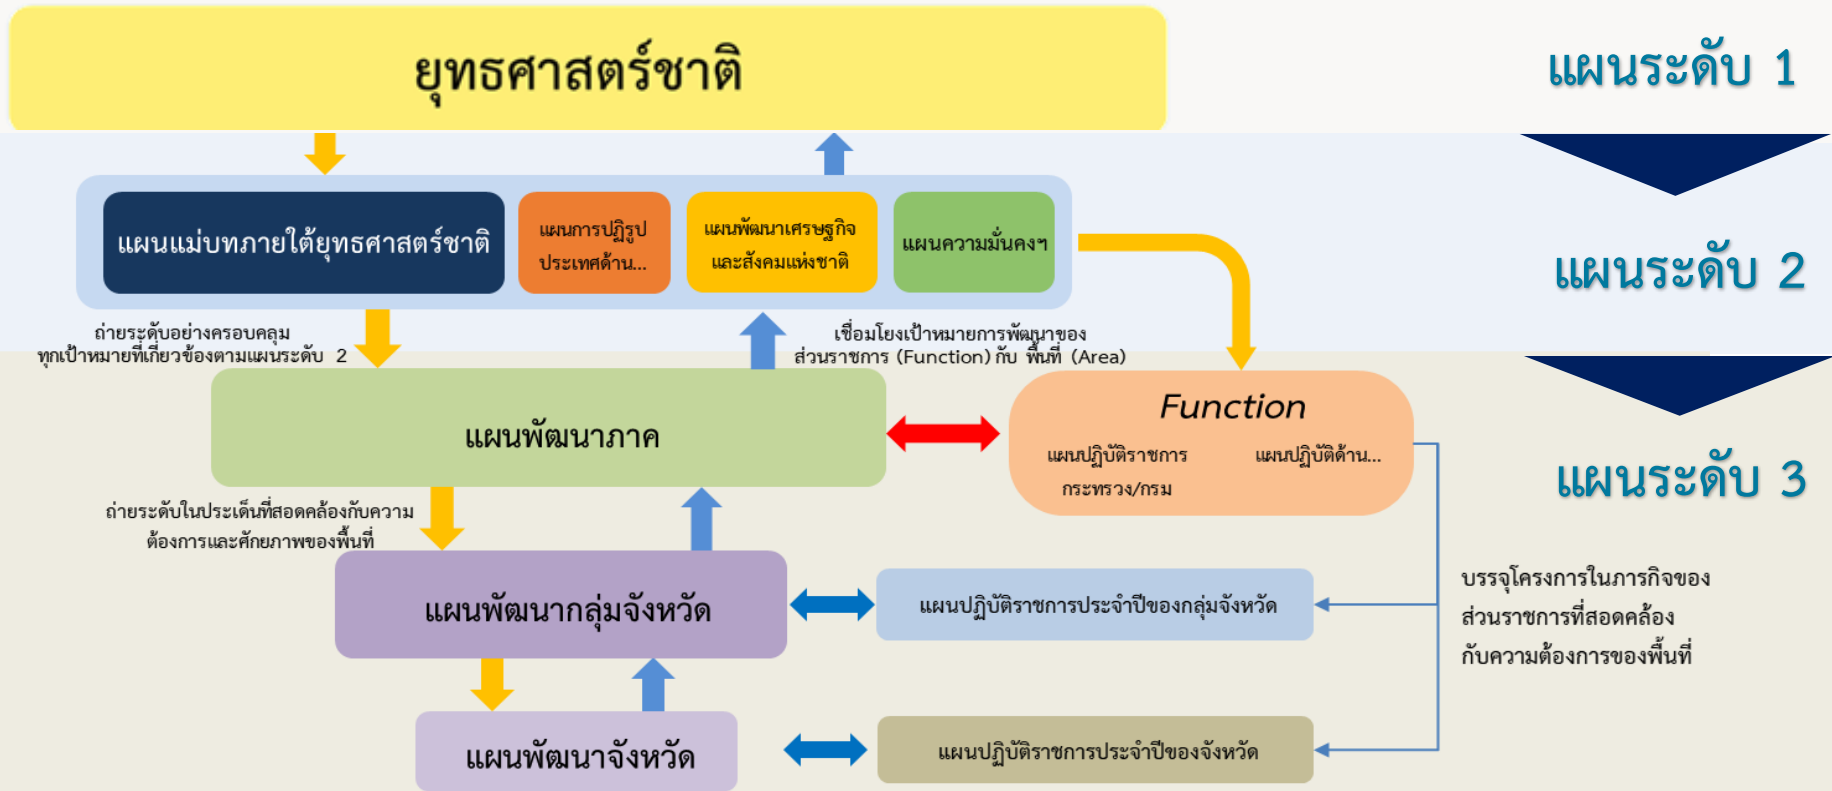 ยุทธศาสตร์ชาติ
แผนระดับ 1
แผนแม่บทภายใต้ยุทธศาสตร์ชาติ
แผนการปฏิรูป
ประเทศด้าน...
แผนพัฒนาเศรษฐกิจ
และสังคมแห่งชาติ
แผนความมั่นคงฯ
แผนระดับ 2
ถ่ายระดับอย่างครอบคลุม
ทุกเป้าหมายที่เกี่ยวข้องตามแผนระดับ 2
เชื่อมโยงเป้าหมายการพัฒนาของ
ส่วนราชการ (Function) กับ พื้นที่ (Area)
แผนพัฒนาภาค
Function
แผนปฏิบัติราชการ
กระทรวง/กรม
แผนปฏิบัติด้าน...
แผนระดับ 3
ถ่ายระดับในประเด็นที่สอดคล้องกับความ
ต้องการและศักยภาพของพื้นที่
แผนพัฒนากลุ่มจังหวัด
แผนปฏิบัติราชการประจำปีของกลุ่มจังหวัด
บรรจุโครงการในภารกิจของ
ส่วนราชการที่สอดคล้อง
กับความต้องการของพื้นที่
แผนพัฒนาจังหวัด
แผนปฏิบัติราชการประจำปีของจังหวัด